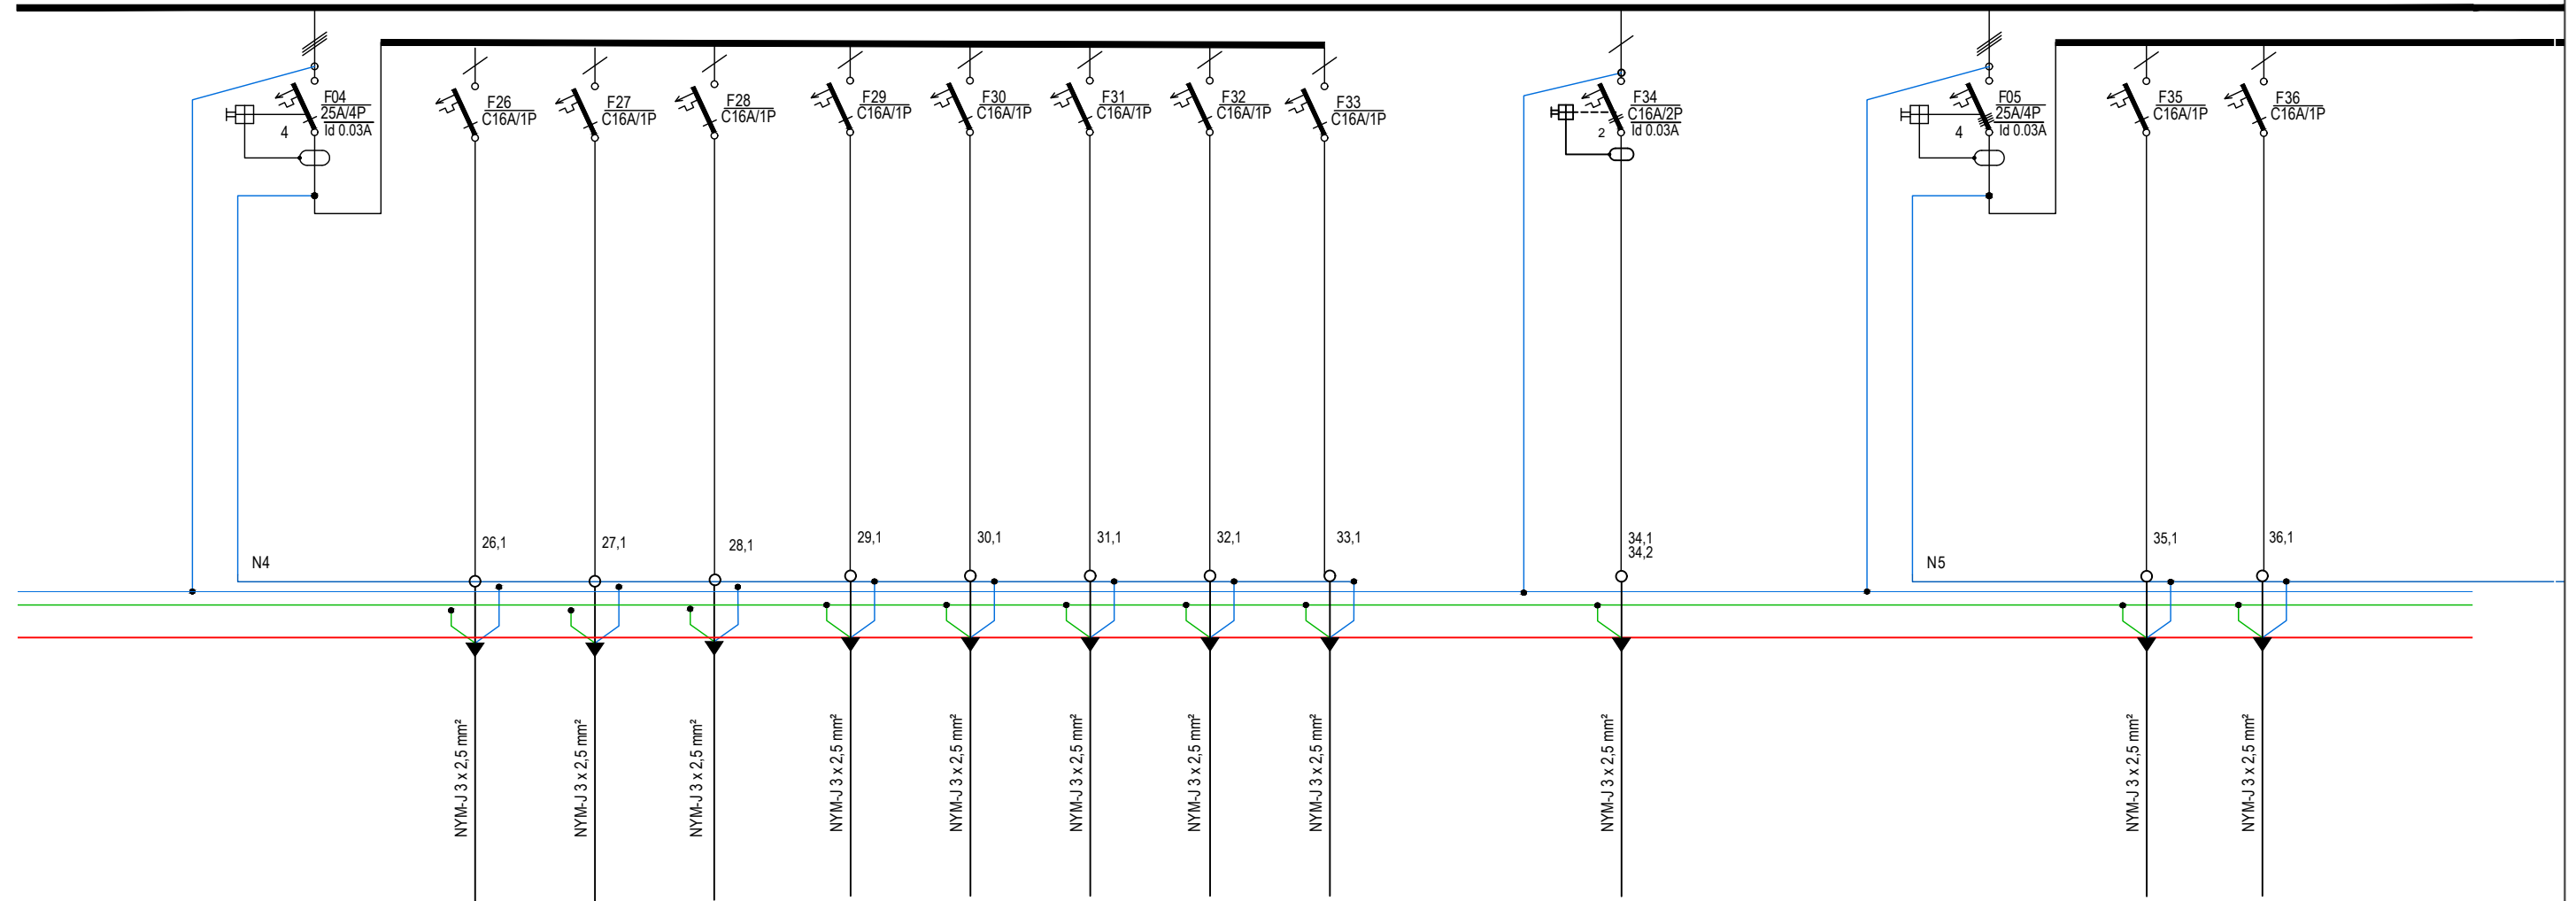 F04
25A/4P
Id 0.03A
4
F26
C16A/1P
F27
C16A/1P
F28
C16A/1P
F29
C16A/1P
F30
C16A/1P
F31
C16A/1P
F32
C16A/1P
F33
C16A/1P
F34
C16A/2P
Id 0.03A
2
F05
25A/4P
Id 0.03A
4
F35
C16A/1P
F36
C16A/1P
N4
26,1
27,1
28,1
29,1
30,1
31,1
32,1
33,1
34,1
34,2
N5
35,1
36,1
NYM-J 3 x 2,5 mm²
NYM-J 3 x 2,5 mm²
NYM-J 3 x 2,5 mm²
NYM-J 3 x 2,5 mm²
NYM-J 3 x 2,5 mm²
NYM-J 3 x 2,5 mm²
NYM-J 3 x 2,5 mm²
NYM-J 3 x 2,5 mm²
NYM-J 3 x 2,5 mm²
NYM-J 3 x 2,5 mm²
NYM-J 3 x 2,5 mm²